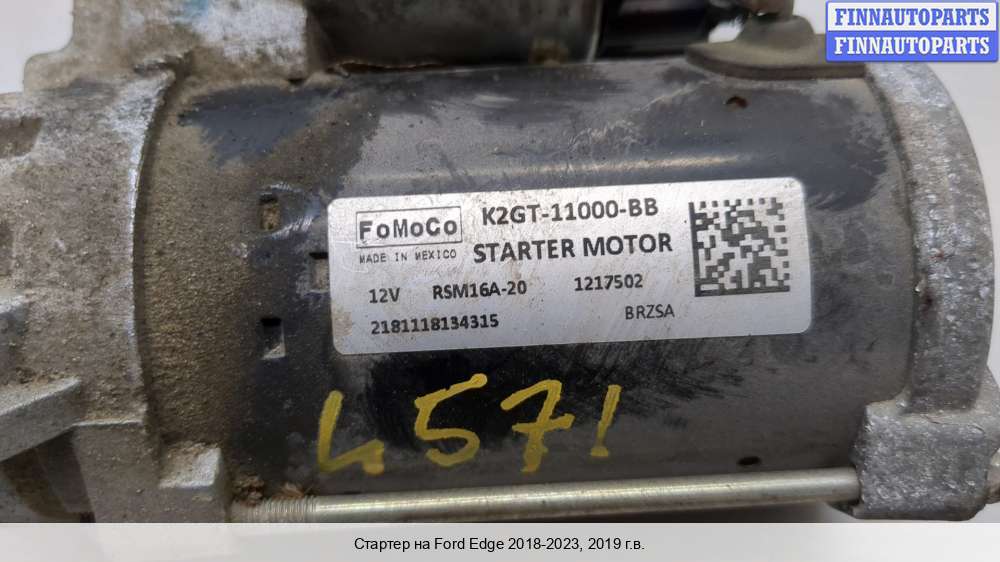 FINNAUTOPARTS
FINNAUTOPARTS
FoMoCo
K2GT-11000-BB
MADE IN MEXICO
STARTER MOTOR
12V RSM16A-20 1217502
2181118134315 BRZSA
4571
Стартер на Ford Edge 2018-2023, 2019 г.в.